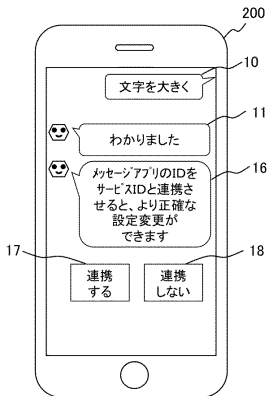 200
10
文字を大きく
11
わかりました
16
ﾒｯｾｰｼﾞｱﾌﾟﾘのIDを
サービスIDと連携さ
せると、より正確な
設定変更が
できます
17
18
連携
する
連携
しない